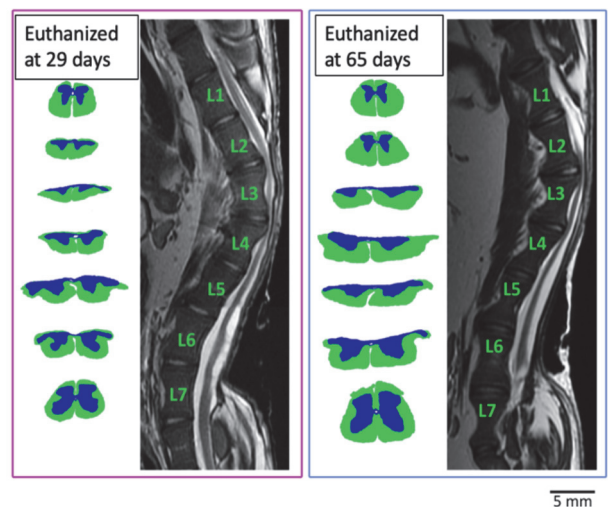 Euthanized
at 29 days
L1
L2
L3
L4
L5
L6
L7
Euthanized
at 65 days
L1
L2
L3
L4
L5
L6
L7
5 mm